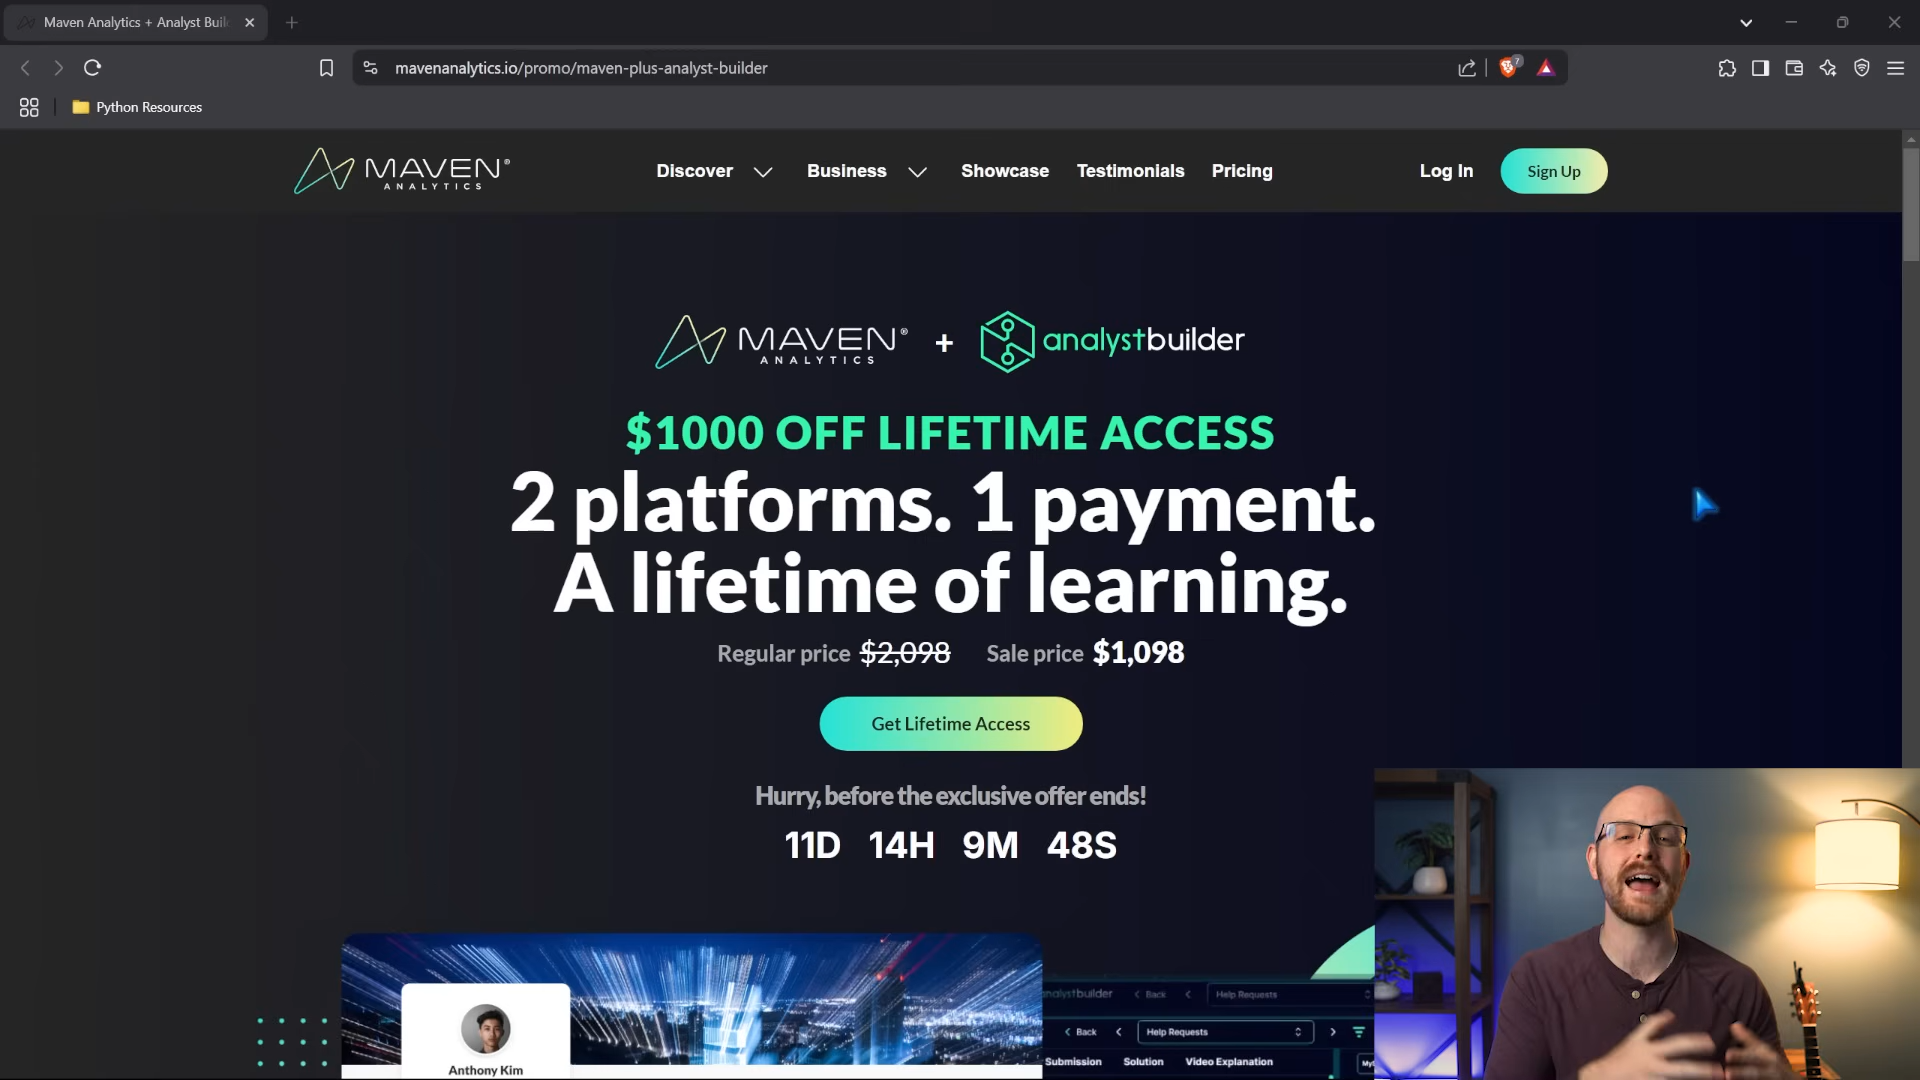 Maven Analytics + Analyst Buil
mavenanalytics.io/promo/maven-plus-analyst-builder
7
Python Resources
MAVEN®
ANALYTICS
Discover
Business
Showcase
Testimonials
Pricing
Log In
Sign Up
MAVEN®
ANALYTICS
+
analystbuilder
$1000 OFF LIFETIME ACCESS
2 platforms. 1 payment.
A lifetime of learning.
Regular price $2,098 Sale price $1,098
Get Lifetime Access
Hurry, before the exclusive offer ends!
11D 14H 9M 48S
Anthony Kim
analystbuilder
Back
Help Requests
Back
Help Requests
Submission
Solution
Video Explanation